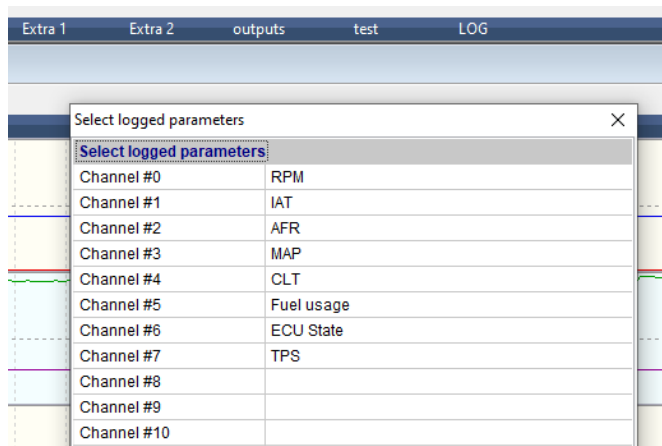 Extra 1 Extra 2 outputs test LOG
Select logged parameters
Select logged parameters
Channel #0 RPM
Channel #1 IAT
Channel #2 AFR
Channel #3 MAP
Channel #4 CLT
Channel #5 Fuel usage
Channel #6 ECU State
Channel #7 TPS
Channel #8
Channel #9
Channel #10